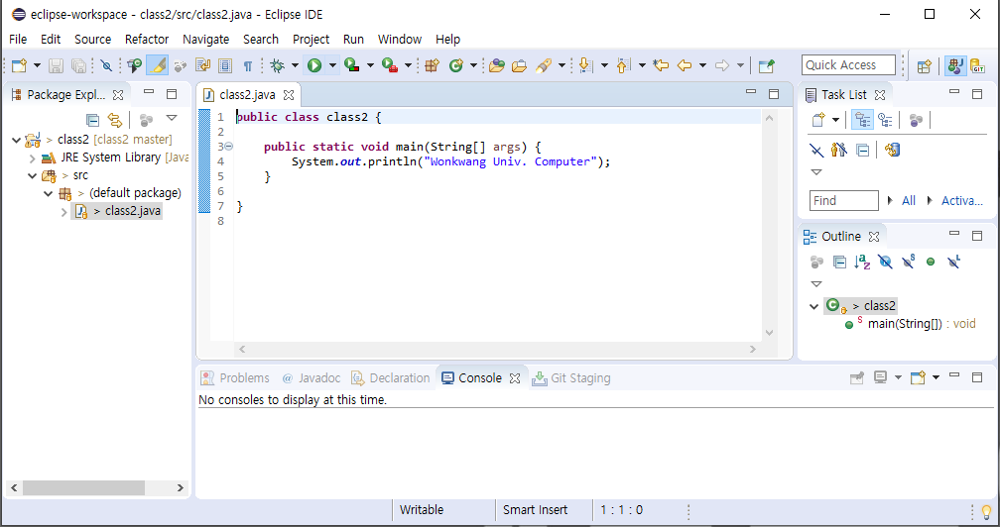 eclipse-workspace - class2/src/class2.java - Eclipse IDE
File Edit Source Refactor Navigate Search Project Run Window Help
Quick Access
GIT
Package Expl...
> class2 [class2 master]
JRE System Library [Java
> src
> (default package)
> class2.java
class2.java
1 public class class2 {
2
3 public static void main(String[] args) {
4 System.out.println("Wonkwang Univ. Computer");
5 }
6
7 }
8
Task List
Find All Activa...
Outline
> class2
main(String[]) : void
Problems @ Javadoc Declaration Console Git Staging
No consoles to display at this time.
Writable Smart Insert 1 : 1 : 0